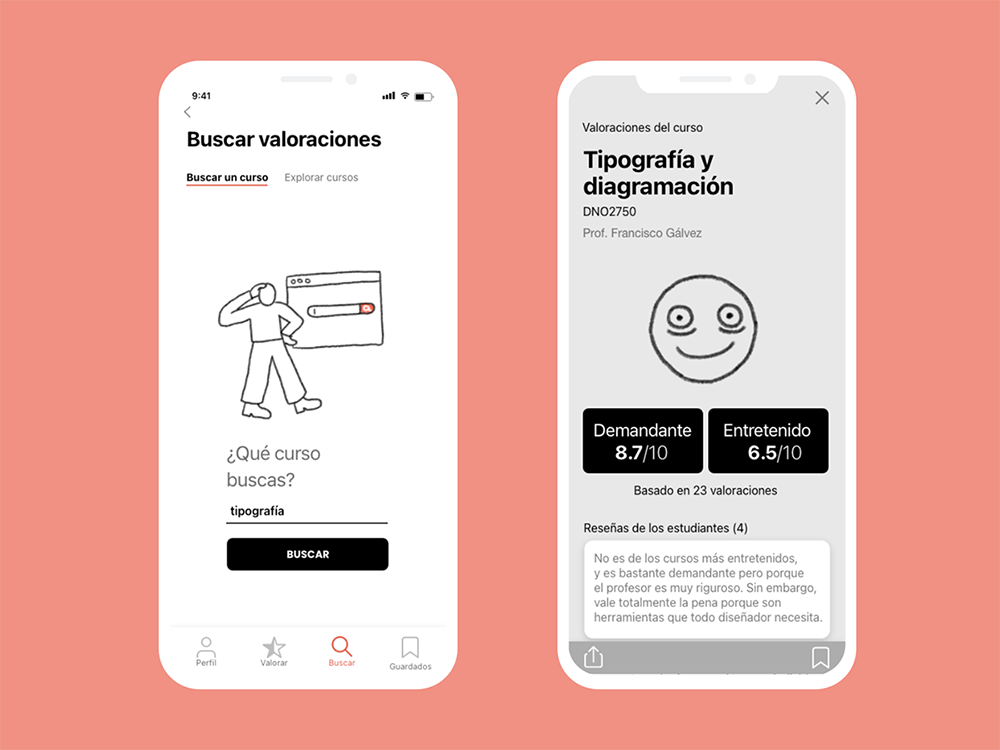 9:41
Buscar valoraciones
Buscar un curso
Explorar cursos
¿Qué curso
buscas?
tipografía
BUSCAR
Perfil
Valorar
Buscar
Guardados
Valoraciones del curso
Tipografía y
diagramación
DNO2750
Prof. Francisco Gálvez
Demandante
8.7/10
Entretenido
6.5/10
Basado en 23 valoraciones
Reseñas de los estudiantes (4)
No es de los cursos más entretenidos,
y es bastante demandante pero porque
el profesor es muy riguroso. Sin embargo,
vale totalmente la pena porque son
herramientas que todo diseñador necesita.